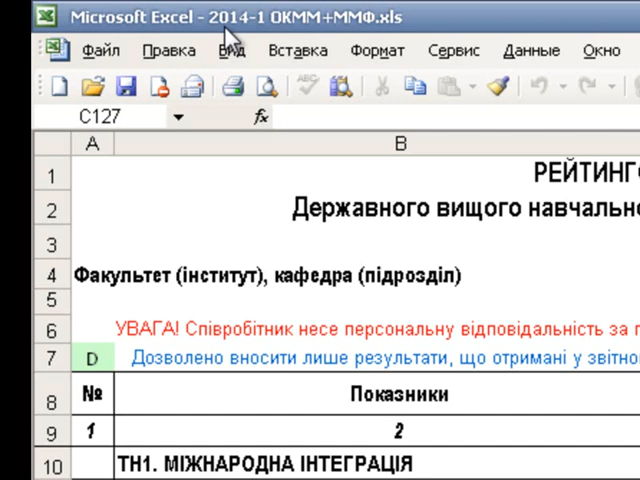 Microsoft Excel - 2014-1 ОКММ+ММФ.xls
Файл Правка Вид Вставка Формат Сервис Данные Окно
C127 fx
A B
1 РЕЙТИНГ
2 Державного вищого навчальн
3
4 Факультет (інститут), кафедра (підрозділ)
5
6 УВАГА! Співробітник несе персональну відповідальність за
7 D Дозволено вносити лише результати, що отримані у звітно
8 № Показники
9 1 2
10 ТН1. МІЖНАРОДНА ІНТЕГРАЦІЯ